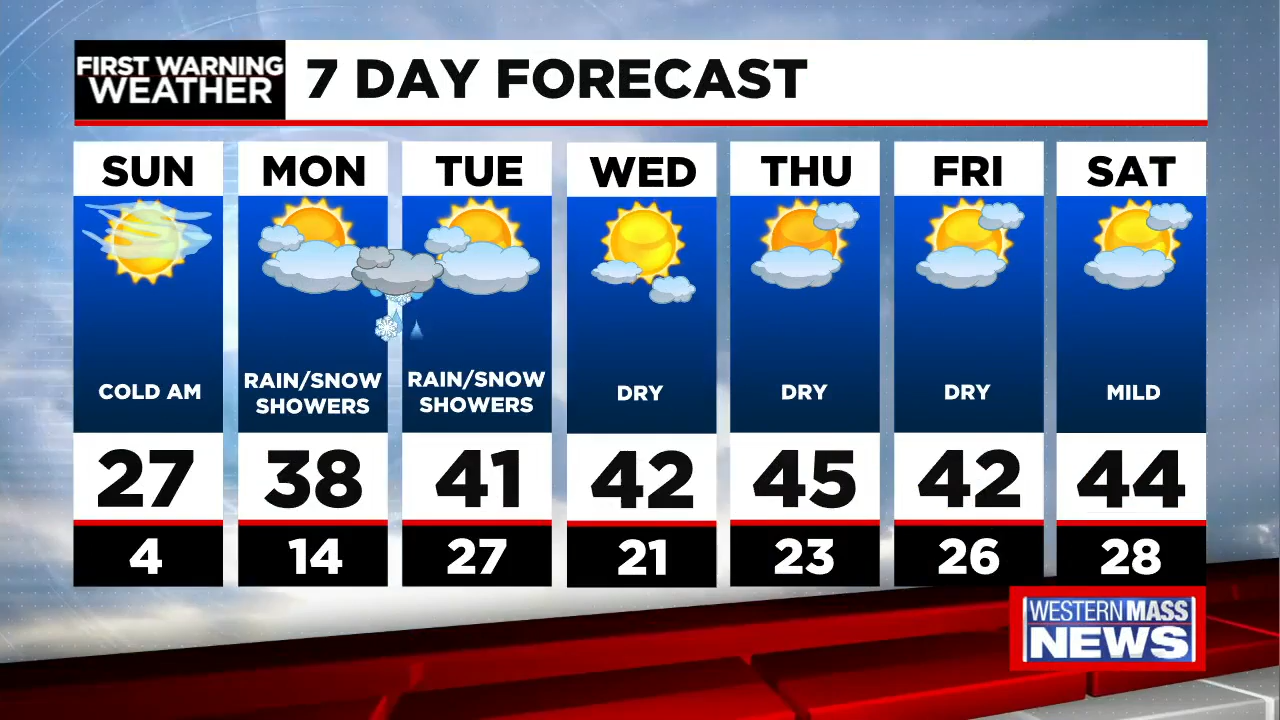 FIRST WARNING
WEATHER
7 DAY FORECAST
SUN
MON
TUE
WED
THU
FRI
SAT
COLD AM
RAIN/SNOW
SHOWERS
RAIN/SNOW
SHOWERS
DRY
DRY
DRY
MILD
27
38
41
42
45
42
44
4
14
27
21
23
26
28
WESTERN MASS
NEWS